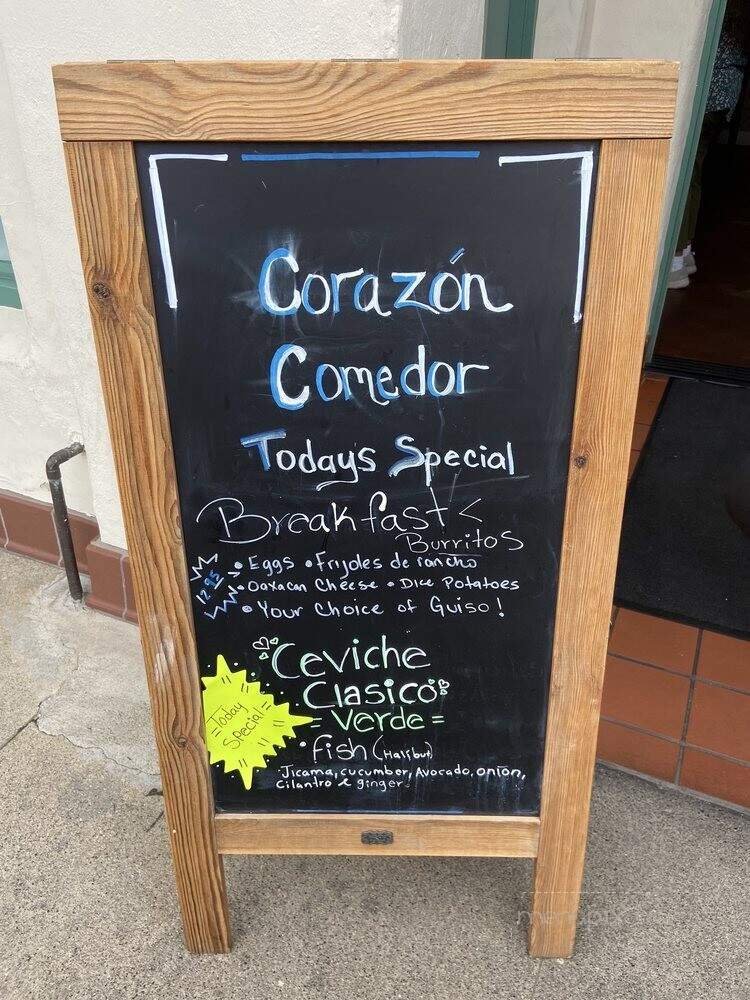 Corazón
Comedor
Todays Special
Breakfast <
Burritos
12.95
• Eggs • Frijoles de rancho
• Oaxacan Cheese • Dice Potatoes
• Your Choice of Guiso!
Ceviche
Clasico
= Verde =
=Today
Special=
• fish (Halibut)
• Jicama, cucumber, Avocado, onion,
Cilantro & ginger.